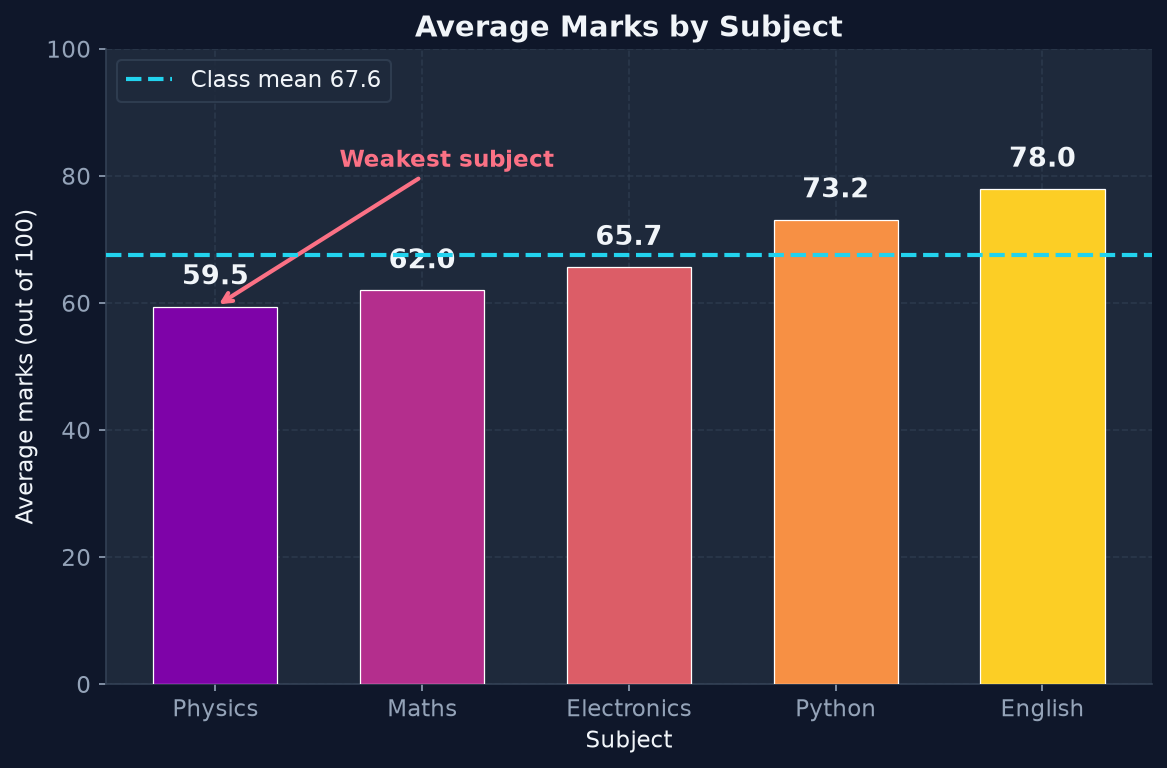 Average Marks by Subject
100
80
60
40
20
0
Average marks (out of 100)
Class mean 67.6
Weakest subject
59.5
62.0
65.7
73.2
78.0
Physics
Maths
Electronics
Python
English
Subject